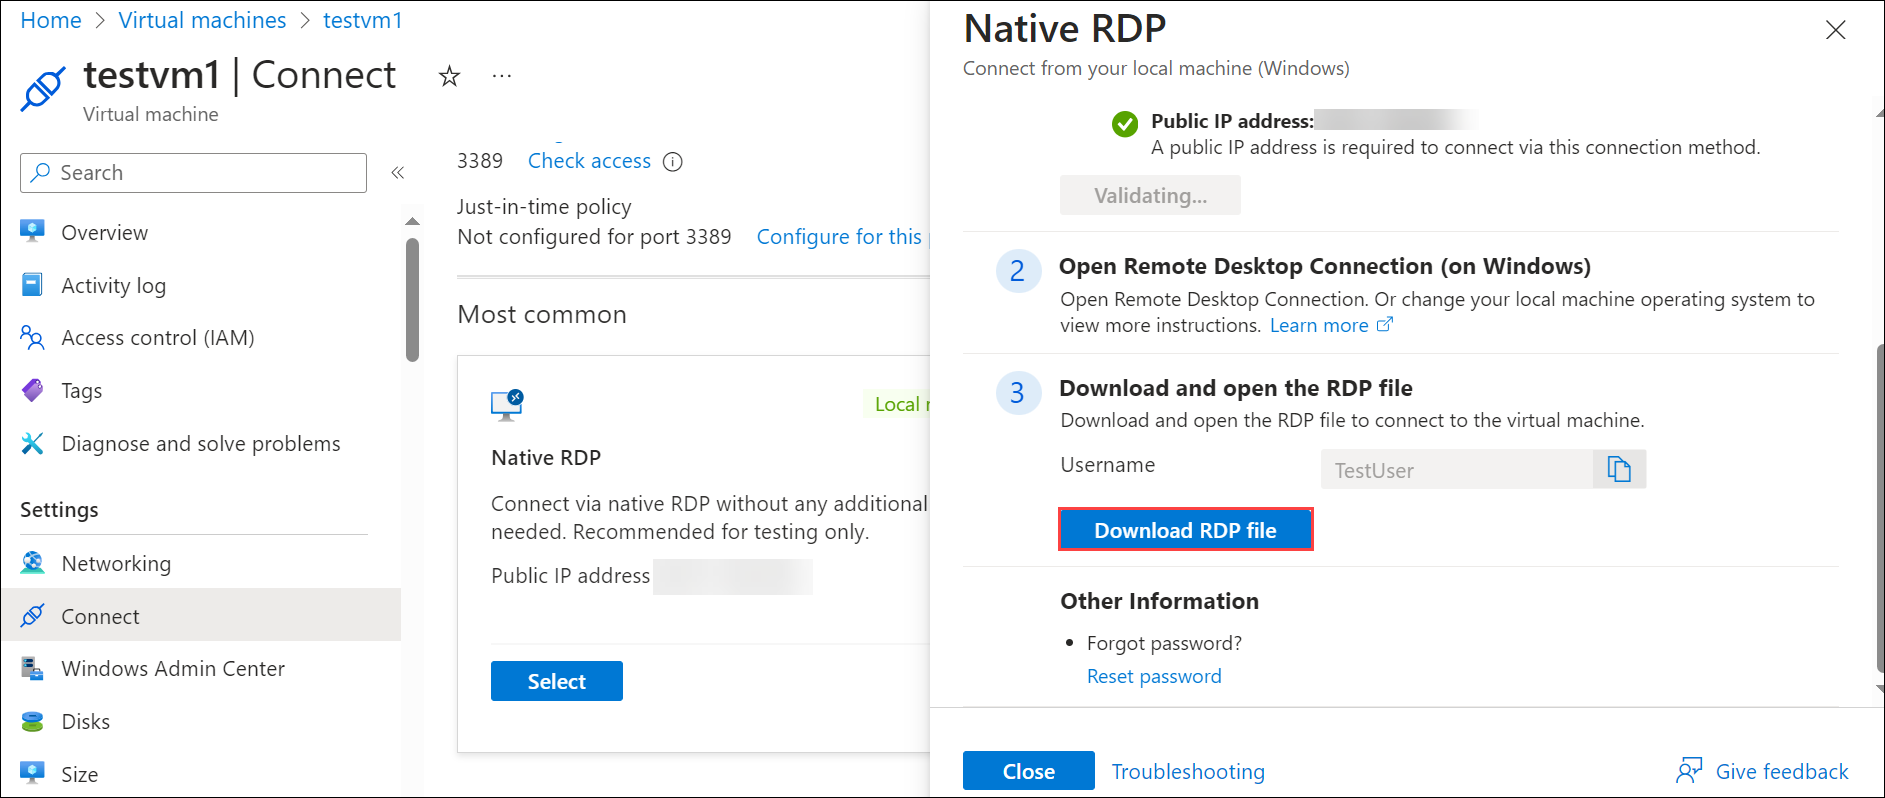 Home > Virtual machines > testvm1
testvm1 | Connect
Virtual machine
Search
Overview
Activity log
Access control (IAM)
Tags
Diagnose and solve problems
Settings
Networking
Connect
Windows Admin Center
Disks
Size
3389 Check access
Just-in-time policy
Not configured for port 3389 Configure for this
Most common
Local
Native RDP
Connect via native RDP without any additional
needed. Recommended for testing only.
Public IP address
Select
Native RDP
Connect from your local machine (Windows)
Public IP address:
A public IP address is required to connect via this connection method.
Validating...
2 Open Remote Desktop Connection (on Windows)
Open Remote Desktop Connection. Or change your local machine operating system to
view more instructions. Learn more
3 Download and open the RDP file
Download and open the RDP file to connect to the virtual machine.
Username TestUser
Download RDP file
Other Information
• Forgot password?
Reset password
Close Troubleshooting Give feedback